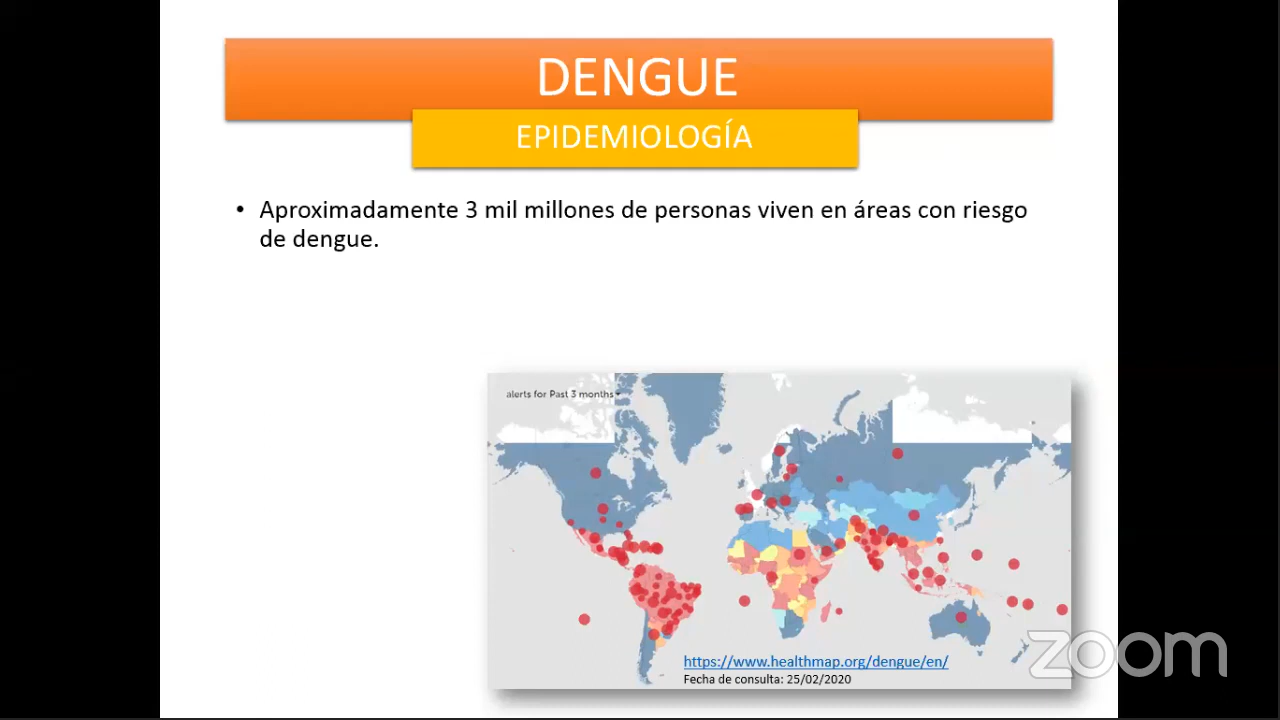 DENGUE
EPIDEMIOLOGÍA
• Aproximadamente 3 mil millones de personas viven en áreas con riesgo
de dengue.
alerts for Past 3 months
https://www.healthmap.org/dengue/en/
Fecha de consulta: 25/02/2020
zoom